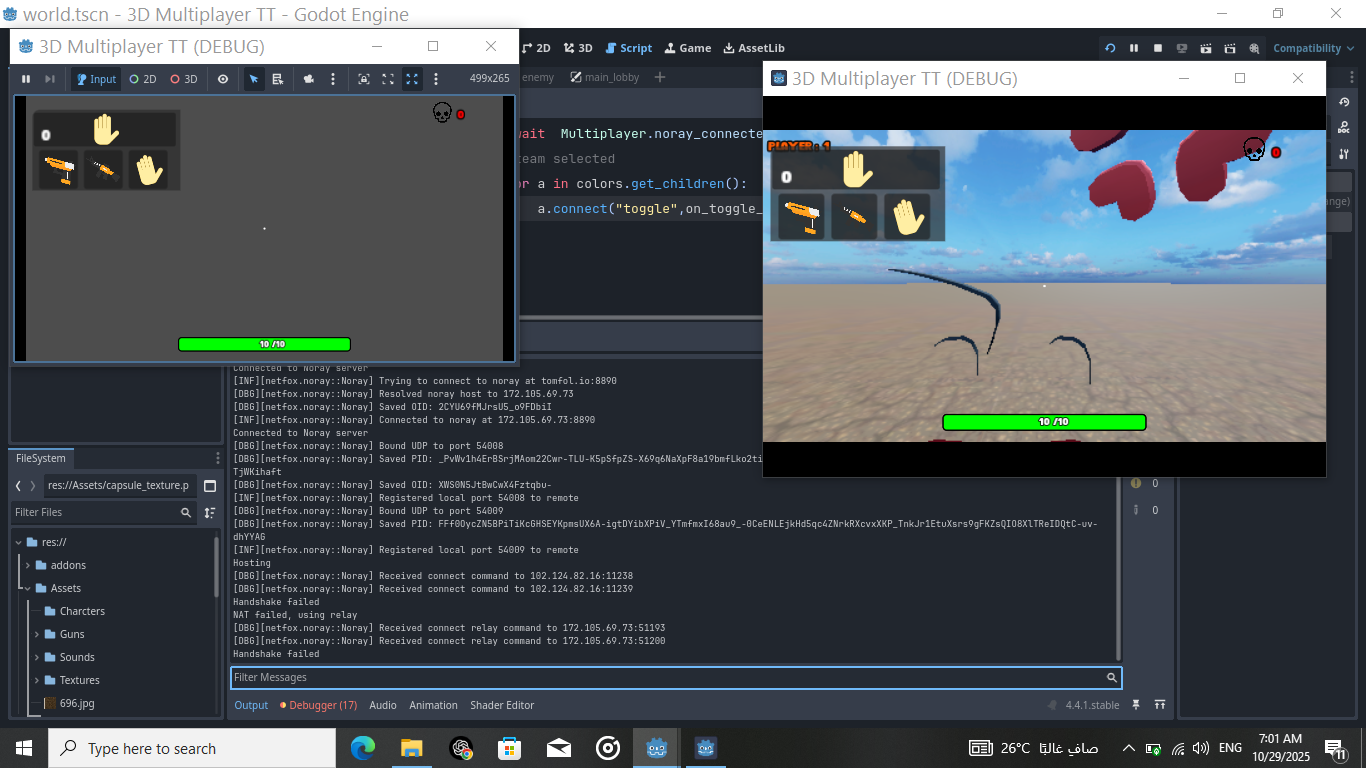 world.tscn - 3D Multiplayer TT - Godot Engine
3D Multiplayer TT (DEBUG)
2D
3D
Script
Game
AssetLib
Compatibility
Input
2D
3D
499x265
enemy
main_lobby
3D Multiplayer TT (DEBUG)
0
0
10 /10
wait Multiplayer.noray_connecte
team selected
or a in colors.get_children():
a.connect("toggle",on_toggle_
PLAYER: 1
0
0
10 /10
nge)
Connected to Noray server
[INF][netfox.noray::Noray] Trying to connect to noray at tomfol.io:8890
[DBG][netfox.noray::Noray] Resolved noray host to 172.105.69.73
[DBG][netfox.noray::Noray] Saved OID: 2CYU69fMJrsU5_o9FDbiI
[INF][netfox.noray::Noray] Connected to noray at 172.105.69.73:8890
Connected to Noray server
[DBG][netfox.noray::Noray] Bound UDP to port 54008
[DBG][netfox.noray::Noray] Saved PID: _PvWv1h4ErBSrjMAom22Cwr-TLU-K5pSfpZS-X69q6NaXpF8a19bmfLko2ti
TjWKihaft
[DBG][netfox.noray::Noray] Saved OID: XWS0N5JtBwCwX4Fztqbu-
[INF][netfox.noray::Noray] Registered local port 54008 to remote
[DBG][netfox.noray::Noray] Bound UDP to port 54009
[DBG][netfox.noray::Noray] Saved PID: FFF0OycZN5BPiTiKcGHSEYKpmsUX6A-igtDYibXPiV_YTmfmxI68au9_-0CeENLEjkHd5qc4ZNrkRXcvxXKP_TnkJr1EtuXsrs9gFKZsQIO8XlTReIDQtC-uv-
dhYYAG
[INF][netfox.noray::Noray] Registered local port 54009 to remote
Hosting
[DBG][netfox.noray::Noray] Received connect command to 102.124.82.16:11238
[DBG][netfox.noray::Noray] Received connect command to 102.124.82.16:11239
Handshake failed
NAT failed, using relay
[DBG][netfox.noray::Noray] Received connect relay command to 172.105.69.73:51193
[DBG][netfox.noray::Noray] Received connect relay command to 172.105.69.73:51200
Handshake failed
0
0
Filter Messages
Output
Debugger (17)
Audio
Animation
Shader Editor
4.4.1.stable
FileSystem
res://Assets/capsule_texture.p
Filter Files
res://
addons
Assets
Charcters
Guns
Sounds
Textures
696.jpg
Type here to search
26°C صافٍ غالبًا
ENG
7:01 AM
10/29/2025
11